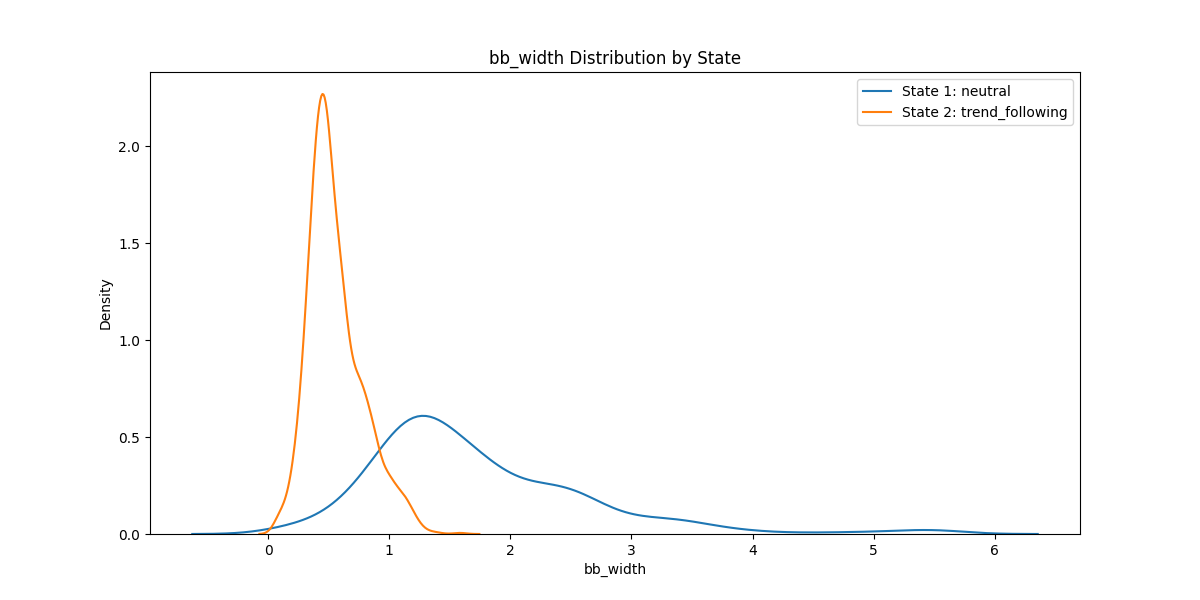 bb_width Distribution by State
State 1: neutral
State 2: trend_following
Density
2.0
1.5
1.0
0.5
0.0
0 1 2 3 4 5 6
bb_width